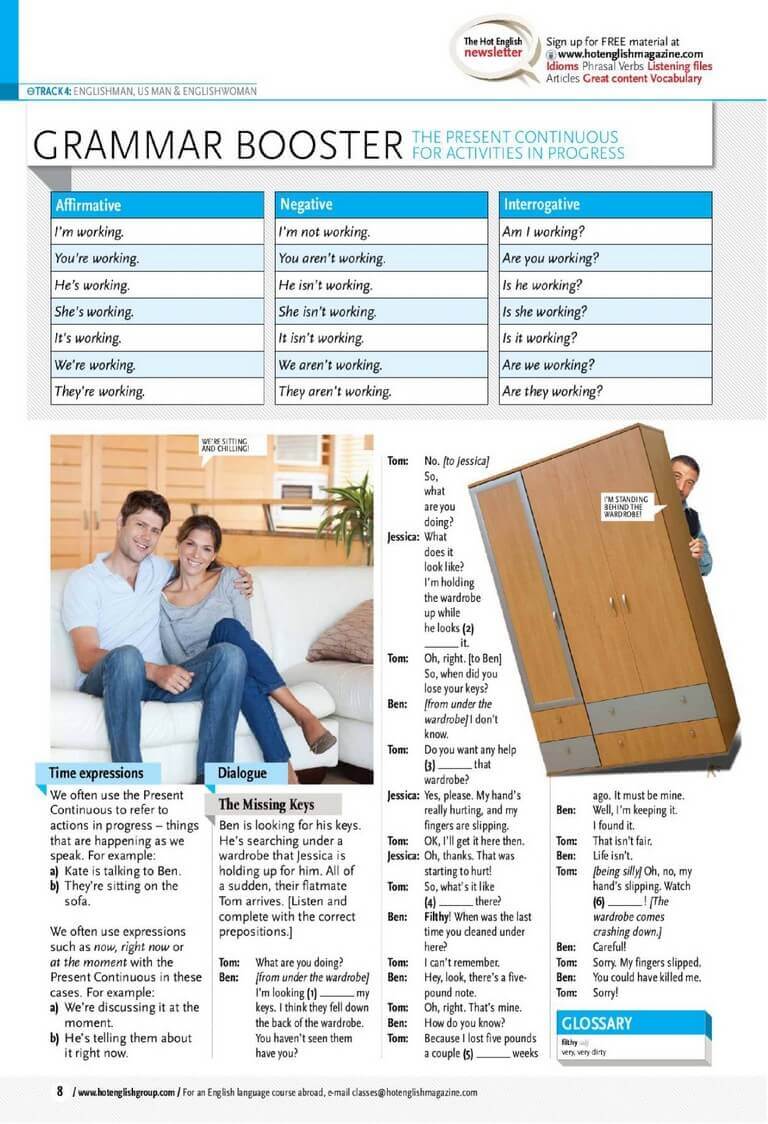 The Hot English
newsletter
Sign up for FREE material at
www.hotenglishmagazine.com
Idioms Phrasal Verbs Listening files
Articles Great content Vocabulary
TRACK 4: ENGLISHMAN, US MAN & ENGLISHWOMAN
GRAMMAR BOOSTER THE PRESENT CONTINUOUS
FOR ACTIVITIES IN PROGRESS
Affirmative Negative Interrogative
I'm working. I'm not working. Am I working?
You're working. You aren't working. Are you working?
He's working. He isn't working. Is he working?
She's working. She isn't working. Is she working?
It's working. It isn't working. Is it working?
We're working. We aren't working. Are we working?
They're working. They aren't working. Are they working?
WE'RE SITTING
AND CHILLING!
Time expressions
We often use the Present
Continuous to refer to
actions in progress – things
that are happening as we
speak. For example:
a) Kate is talking to Ben.
b) They're sitting on the
sofa.
We often use expressions
such as now, right now or
at the moment with the
Present Continuous in these
cases. For example:
a) We're discussing it at the
moment.
b) He's telling them about
it right now.
Dialogue
The Missing Keys
Ben is looking for his keys.
He's searching under a
wardrobe that Jessica is
holding up for him. All of
a sudden, their flatmate
Tom arrives. [Listen and
complete with the correct
prepositions.]
Tom: What are you doing?
Ben: [from under the wardrobe]
I'm looking (1) ______ my
keys. I think they fell down
the back of the wardrobe.
You haven't seen them
have you?
Tom: No. [to Jessica]
So,
what
are you
doing?
Jessica: What
does it
look like?
I'm holding
the wardrobe
up while
he looks (2)
______ it.
Tom: Oh, right. [to Ben]
So, when did you
lose your keys?
Ben: [from under the
wardrobe] I don't
know.
Tom: Do you want any help
(3) ______ that
wardrobe?
Jessica: Yes, please. My hand's
really hurting, and my
fingers are slipping.
Tom: OK, I'll get it here then.
Jessica: Oh, thanks. That was
starting to hurt!
Tom: So, what's it like
(4) ______ there?
Ben: Filthy! When was the last
time you cleaned under
here?
Tom: I can't remember.
Ben: Hey, look, there's a five-
pound note.
Tom: Oh, right. That's mine.
Ben: How do you know?
Tom: Because I lost five pounds
a couple (5) ______ weeks
I'M STANDING
BEHIND THE
WARDROBE!
ago. It must be mine.
Ben: Well, I'm keeping it.
I found it.
Tom: That isn't fair.
Ben: Life isn't.
Tom: [being silly] Oh, no, my
hand's slipping. Watch
(6) ______ ! [The
wardrobe comes
crashing down.]
Ben: Careful!
Tom: Sorry. My fingers slipped.
Ben: You could have killed me.
Tom: Sorry!
GLOSSARY
filthy adj
very, very dirty
8 / www.hotenglishgroup.com / For an English language course abroad, e-mail classes@hotenglishmagazine.com